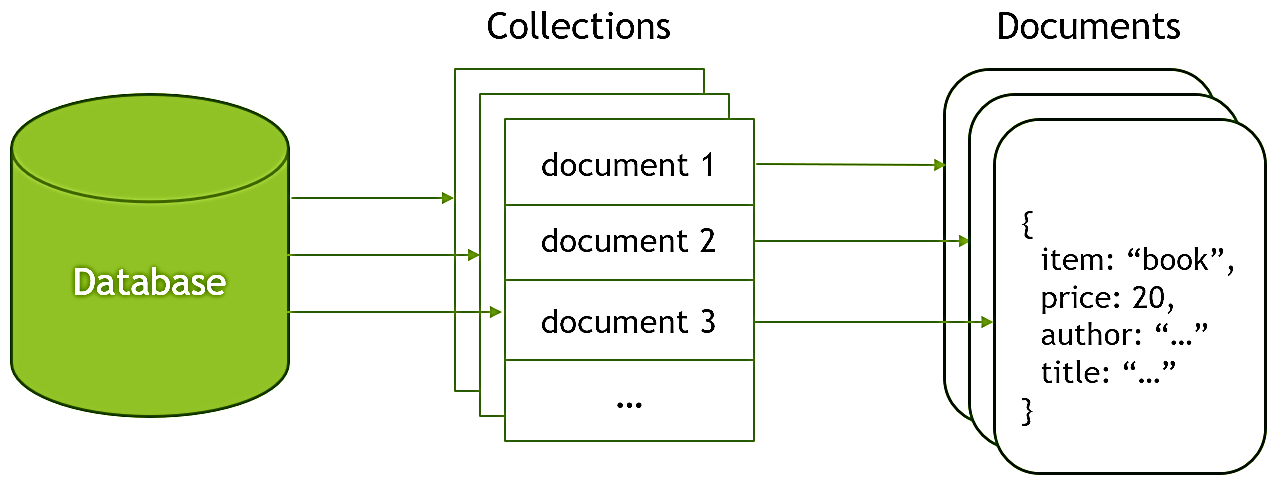 Collections
Documents
Database
document 1
document 2
document 3
...
{
item: “book”,
price: 20,
author: “...”
title: “...”
}